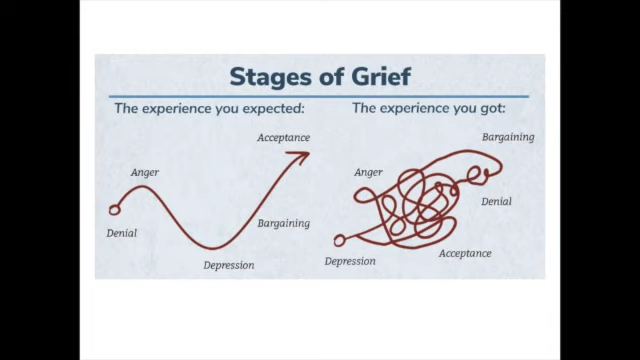 Stages of Grief
The experience you expected:
Acceptance
Anger
Bargaining
Denial
Depression
The experience you got:
Bargaining
Anger
Denial
Acceptance
Depression